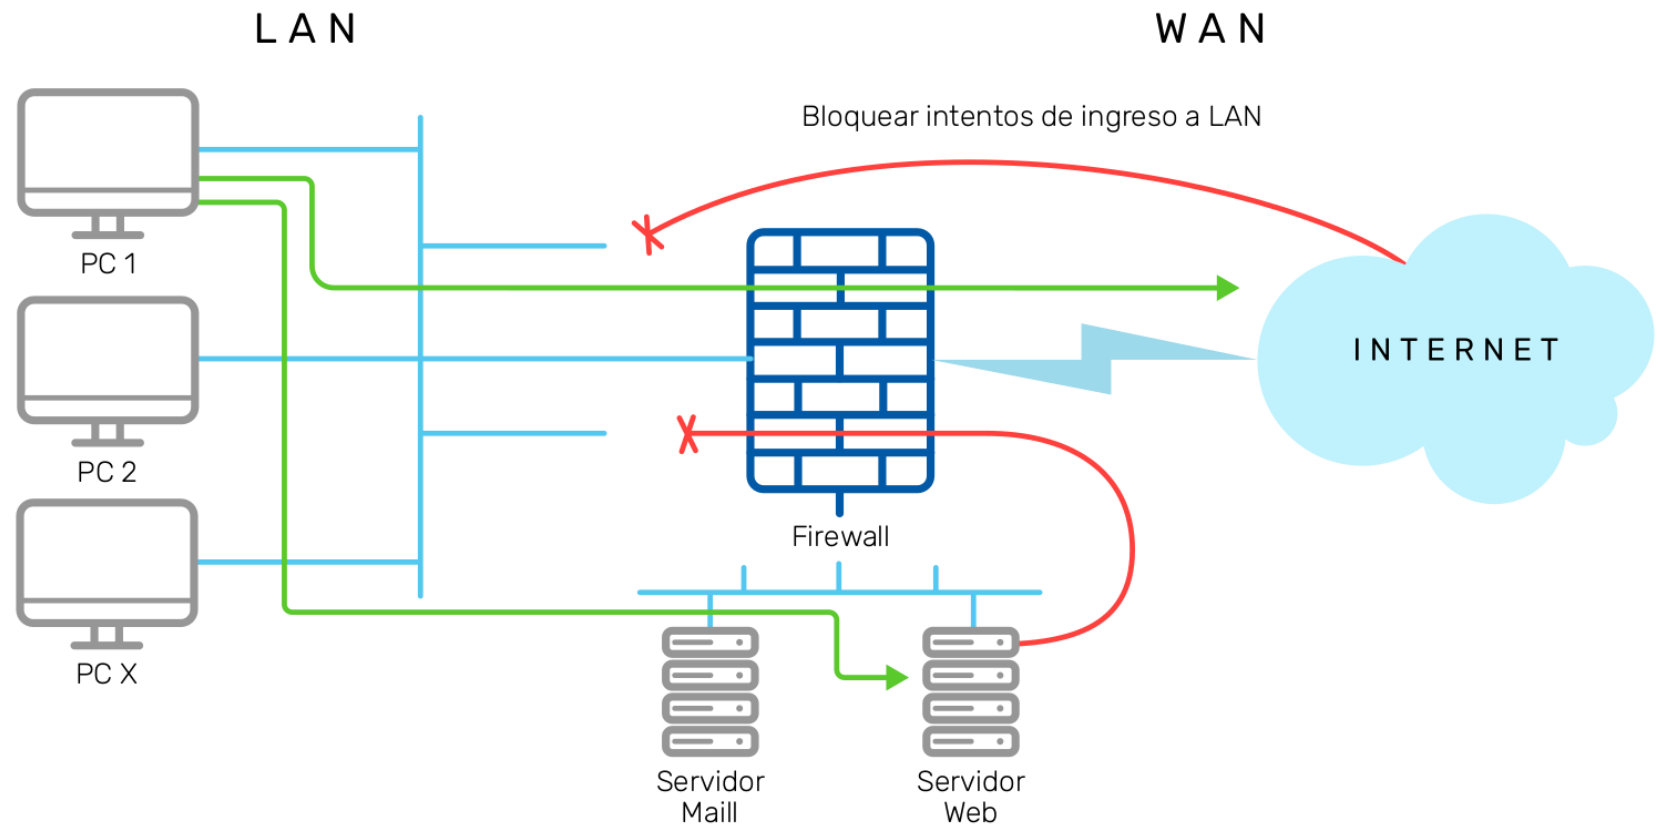 LAN
WAN
Bloquear intentos de ingreso a LAN
PC 1
INTERNET
PC 2
Firewall
PC X
Servidor
Maill
Servidor
Web